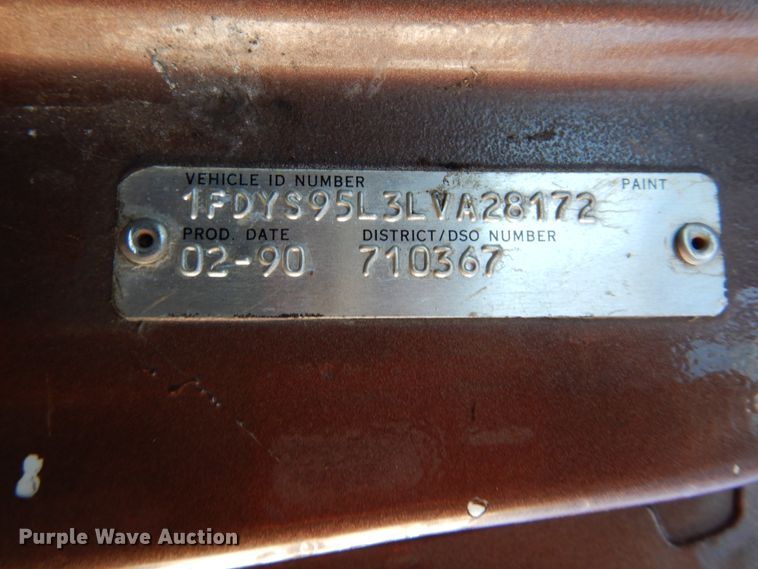 VEHICLE ID NUMBER PAINT
1FDYS95L3LVA28172
PROD. DATE DISTRICT/DSO NUMBER
02-90 710367
Purple Wave Auction®